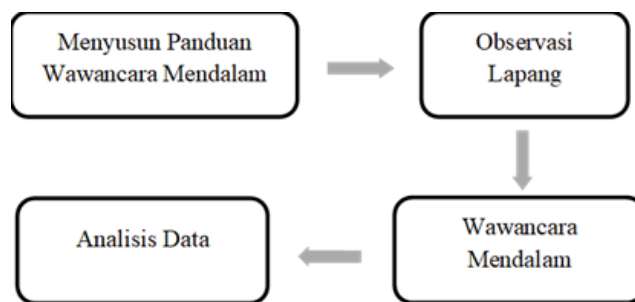 Menyusun Panduan
Wawancara Mendalam
Observasi
Lapang
Wawancara
Mendalam
Analisis Data